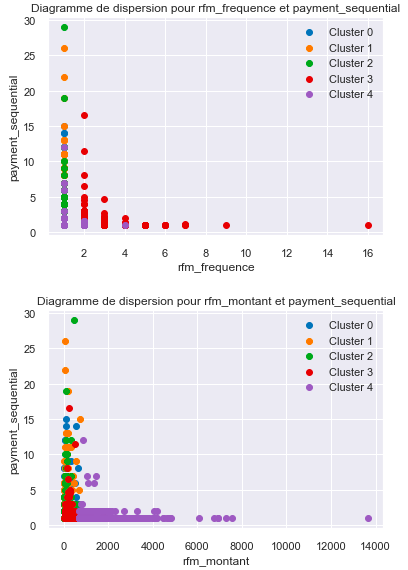 Diagramme de dispersion pour rfm_frequence et payment_sequential
30
25
20
15
10
5
0
payment_sequential
Cluster 0
Cluster 1
Cluster 2
Cluster 3
Cluster 4
2 4 6 8 10 12 14 16
rfm_frequence
Diagramme de dispersion pour rfm_montant et payment_sequential
30
25
20
15
10
5
0
payment_sequential
Cluster 0
Cluster 1
Cluster 2
Cluster 3
Cluster 4
0 2000 4000 6000 8000 10000 12000 14000
rfm_montant